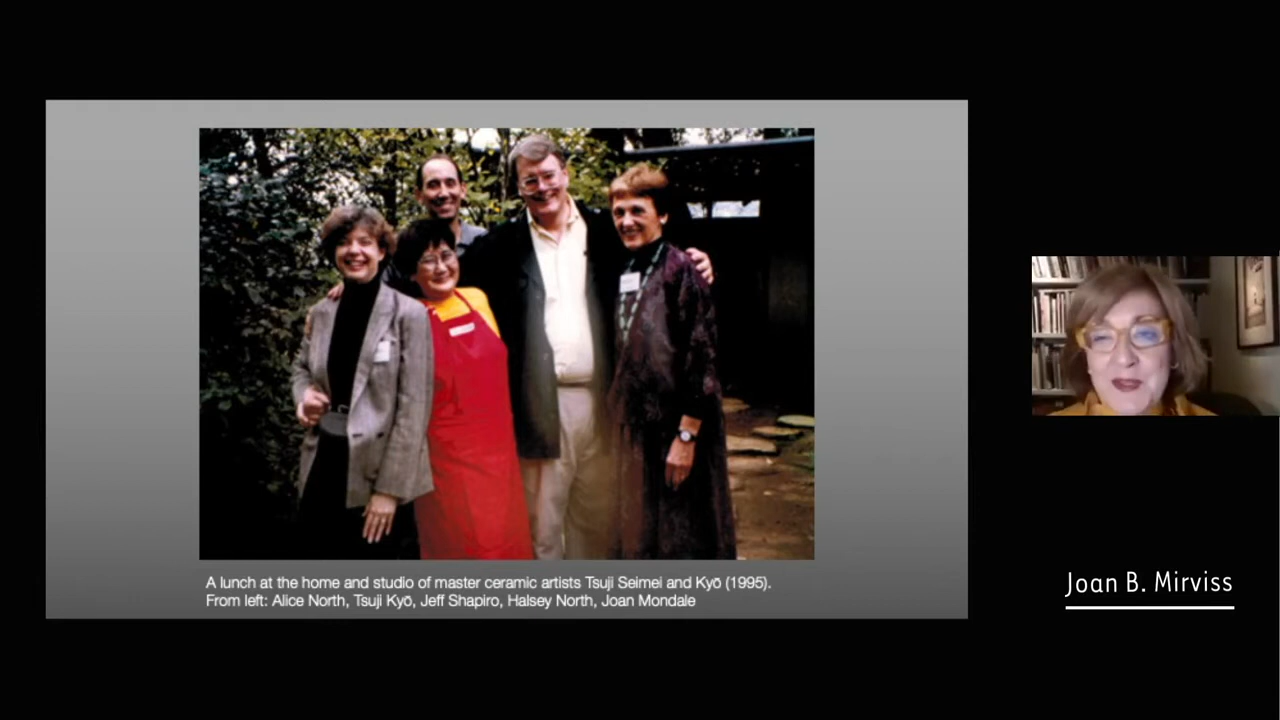 A lunch at the home and studio of master ceramic artists Tsuji Seimei and Kyō (1995).
From left: Alice North, Tsuji Kyō, Jeff Shapiro, Halsey North, Joan Mondale
Joan B. Mirviss